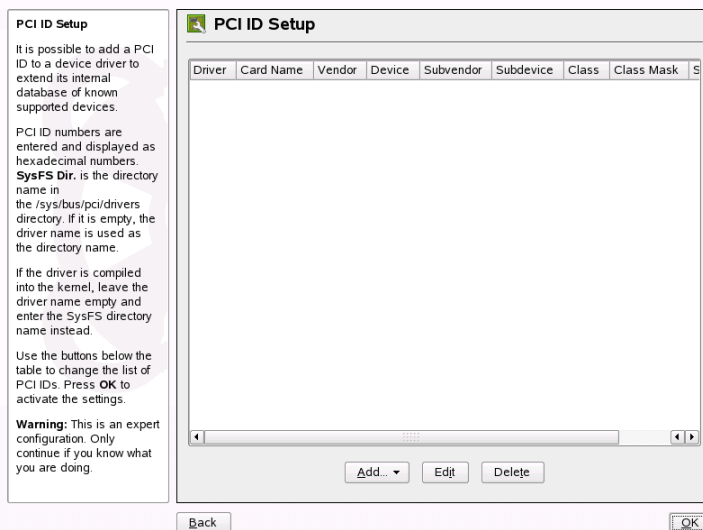 PCI ID Setup
It is possible to add a PCI
ID to a device driver to
extend its internal
database of known
supported devices.
PCI ID numbers are
entered and displayed as
hexadecimal numbers.
SysFS Dir. is the directory
name in
the /sys/bus/pci/drivers
directory. If it is empty, the
driver name is used as
the directory name.
If the driver is compiled
into the kernel, leave the
driver name empty and
enter the SysFS directory
name instead.
Use the buttons below the
table to change the list of
PCI IDs. Press OK to
activate the settings.
Warning: This is an expert
configuration. Only
continue if you know what
you are doing.
PCI ID Setup
Driver Card Name Vendor Device Subvendor Subdevice Class Class Mask S
Add... Edit Delete
Back OK